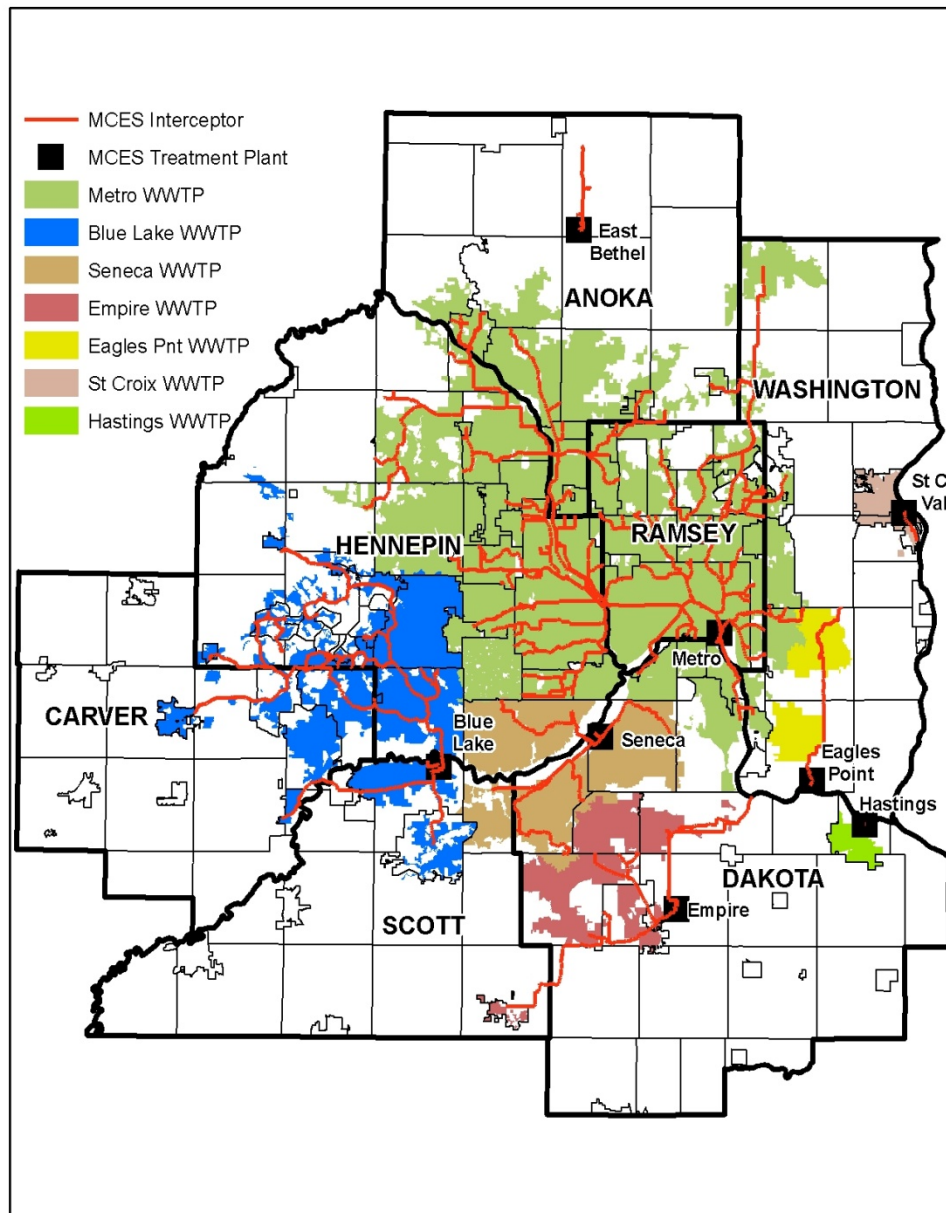 MCES Interceptor
MCES Treatment Plant
Metro WWTP
Blue Lake WWTP
Seneca WWTP
Empire WWTP
Eagles Pnt WWTP
St Croix WWTP
Hastings WWTP
East
Bethel
ANOKA
WASHINGTON
St C
Val
HENNEPIN
RAMSEY
Metro
CARVER
Blue
Lake
Seneca
Eagles
Point
Hastings
DAKOTA
Empire
SCOTT